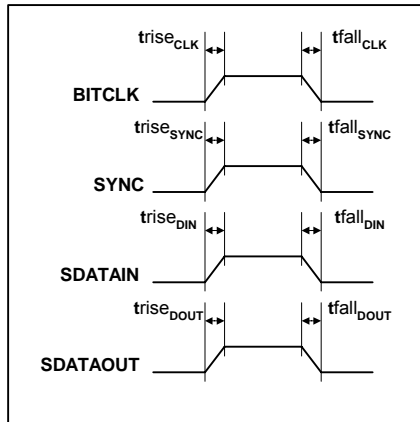 triseCLK tfallCLK
BITCLK
triseSYNC tfallSYNC
SYNC
triseDIN tfallDIN
SDATAIN
triseDOUT tfallDOUT
SDATAOUT